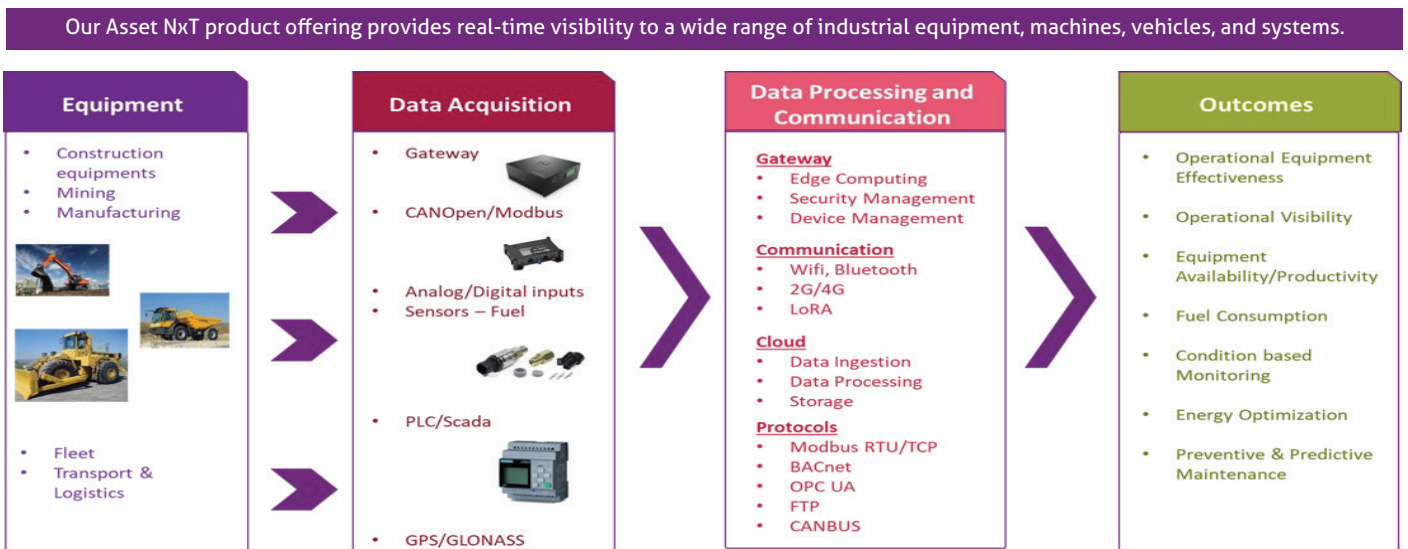 Our Asset NxT product offering provides real-time visibility to a wide range of industrial equipment, machines, vehicles, and systems.
Equipment
• Construction
equipments
• Mining
• Manufacturing
• Fleet
• Transport &
Logistics
Data Acquisition
• Gateway
• CANOpen/Modbus
• Analog/Digital inputs
• Sensors – Fuel
• PLC/Scada
• GPS/GLONASS
Data Processing and
Communication
Gateway
• Edge Computing
• Security Management
• Device Management
Communication
• Wifi, Bluetooth
• 2G/4G
• LoRA
Cloud
• Data Ingestion
• Data Processing
• Storage
Protocols
• Modbus RTU/TCP
• BACnet
• OPC UA
• FTP
• CANBUS
Outcomes
• Operational Equipment
Effectiveness
• Operational Visibility
• Equipment
Availability/Productivity
• Fuel Consumption
• Condition based
Monitoring
• Energy Optimization
• Preventive & Predictive
Maintenance